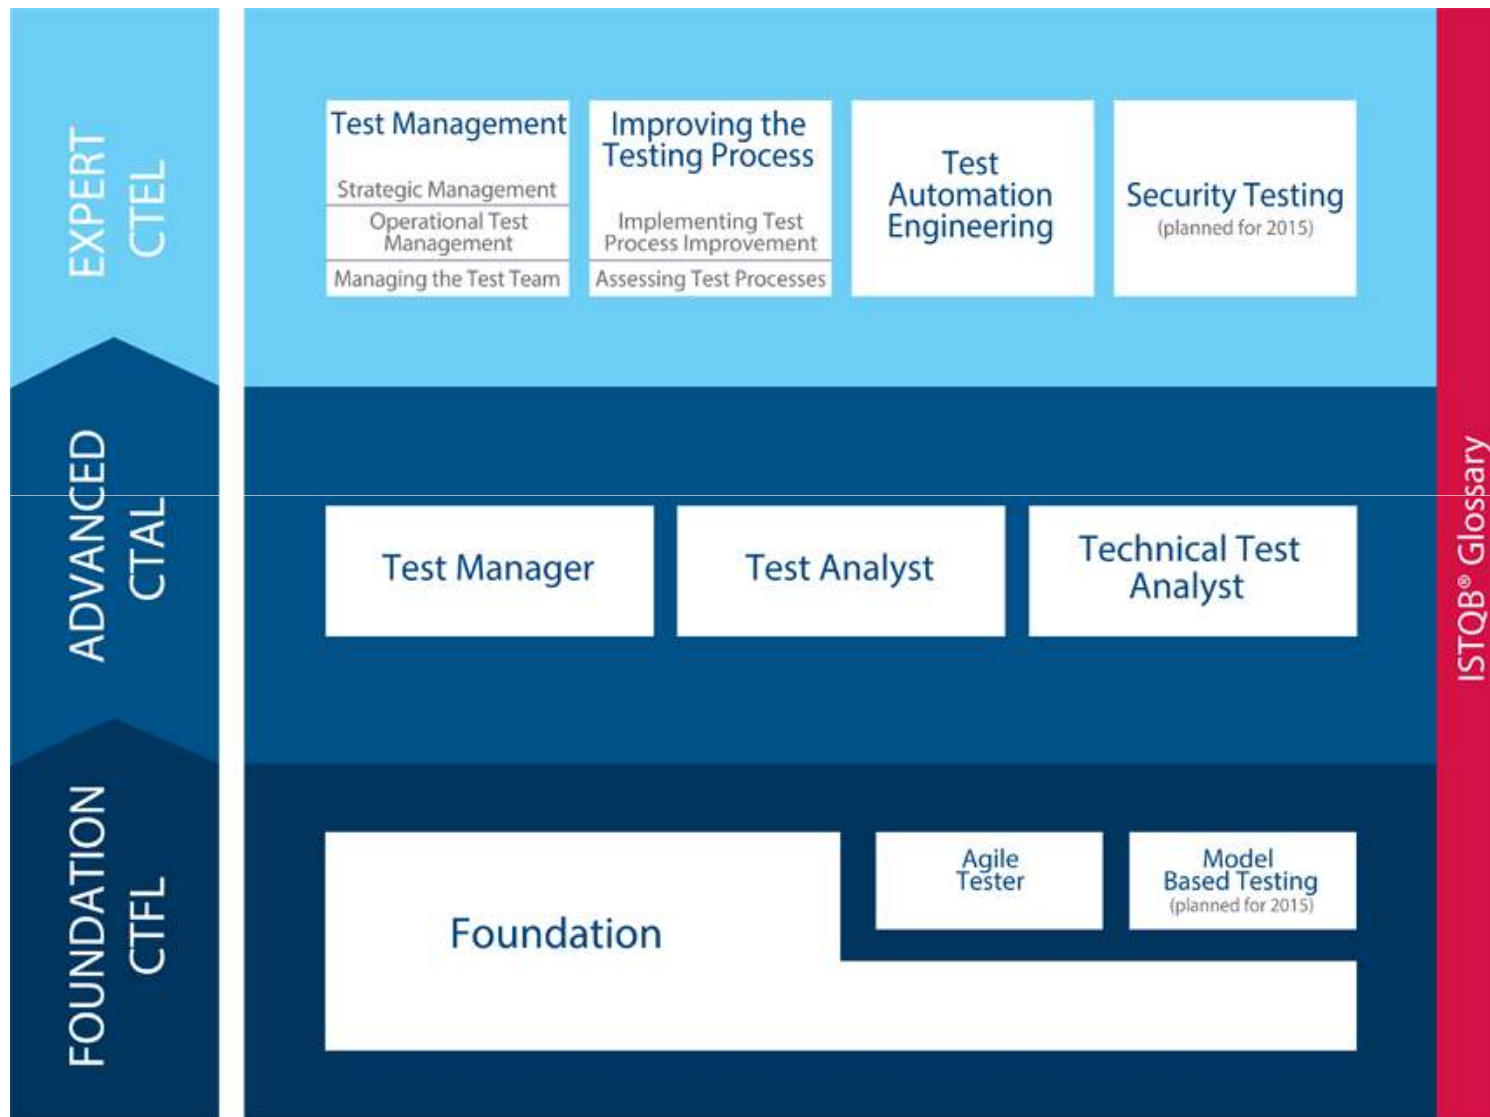 EXPERT
CTEL
Test Management
Strategic Management
Operational Test
Management
Managing the Test Team
Improving the
Testing Process
Implementing Test
Process Improvement
Assessing Test Processes
Test
Automation
Engineering
Security Testing
(planned for 2015)
ADVANCED
CTAL
Test Manager
Test Analyst
Technical Test
Analyst
FOUNDATION
CTFL
Foundation
Agile
Tester
Model
Based Testing
(planned for 2015)
ISTQB® Glossary